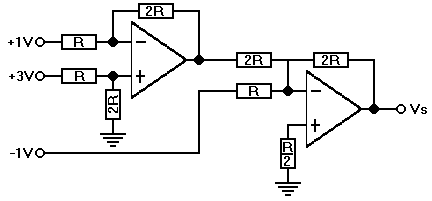 2R
+1V R −
+3V R +
2R 2R
2R
R −
Vs
+
−1V
R
2